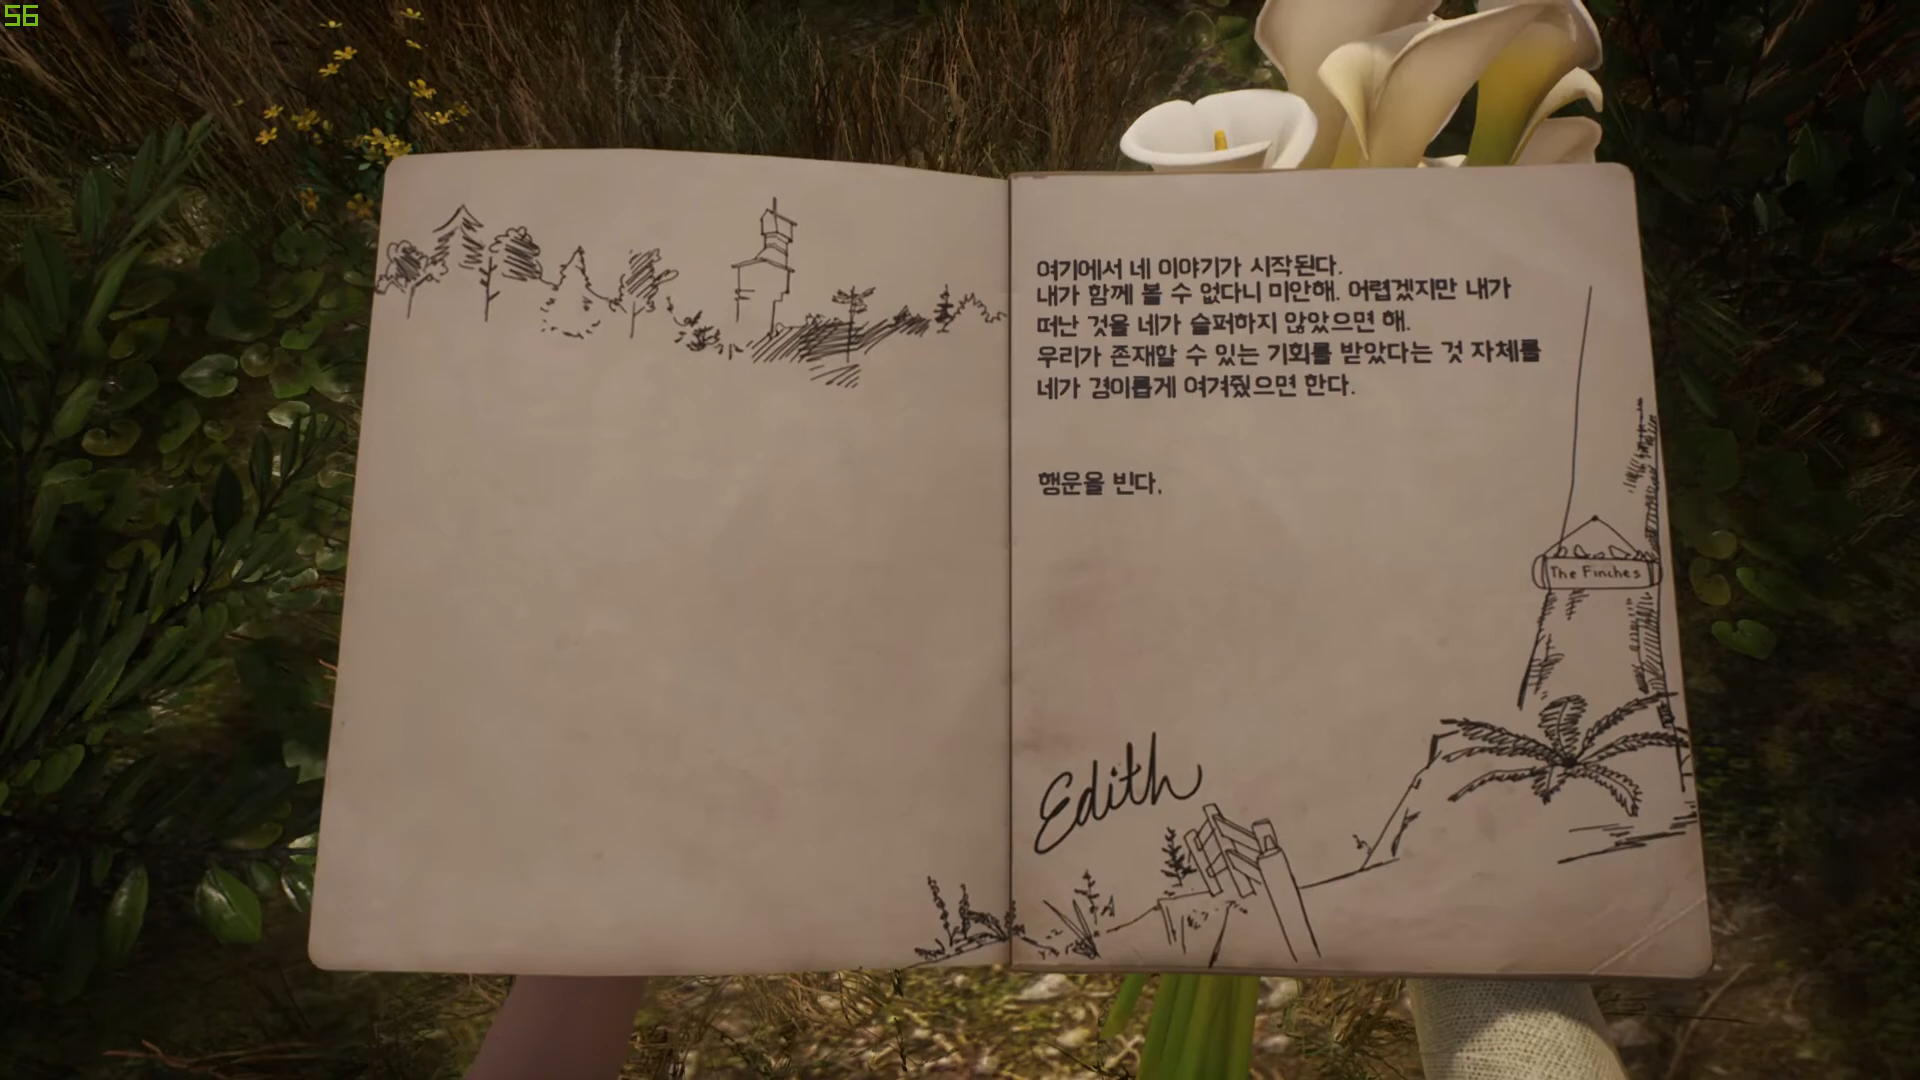 56
여기에서 네 이야기가 시작된다.
내가 함께 볼 수 없다니 미안해. 어렵겠지만 내가
떠난 것을 네가 슬퍼하지 않았으면 해.
우리가 존재할 수 있는 기회를 받았다는 것 자체를
네가 경이롭게 여겨줬으면 한다.
행운을 빈다,
The Finches
Edith